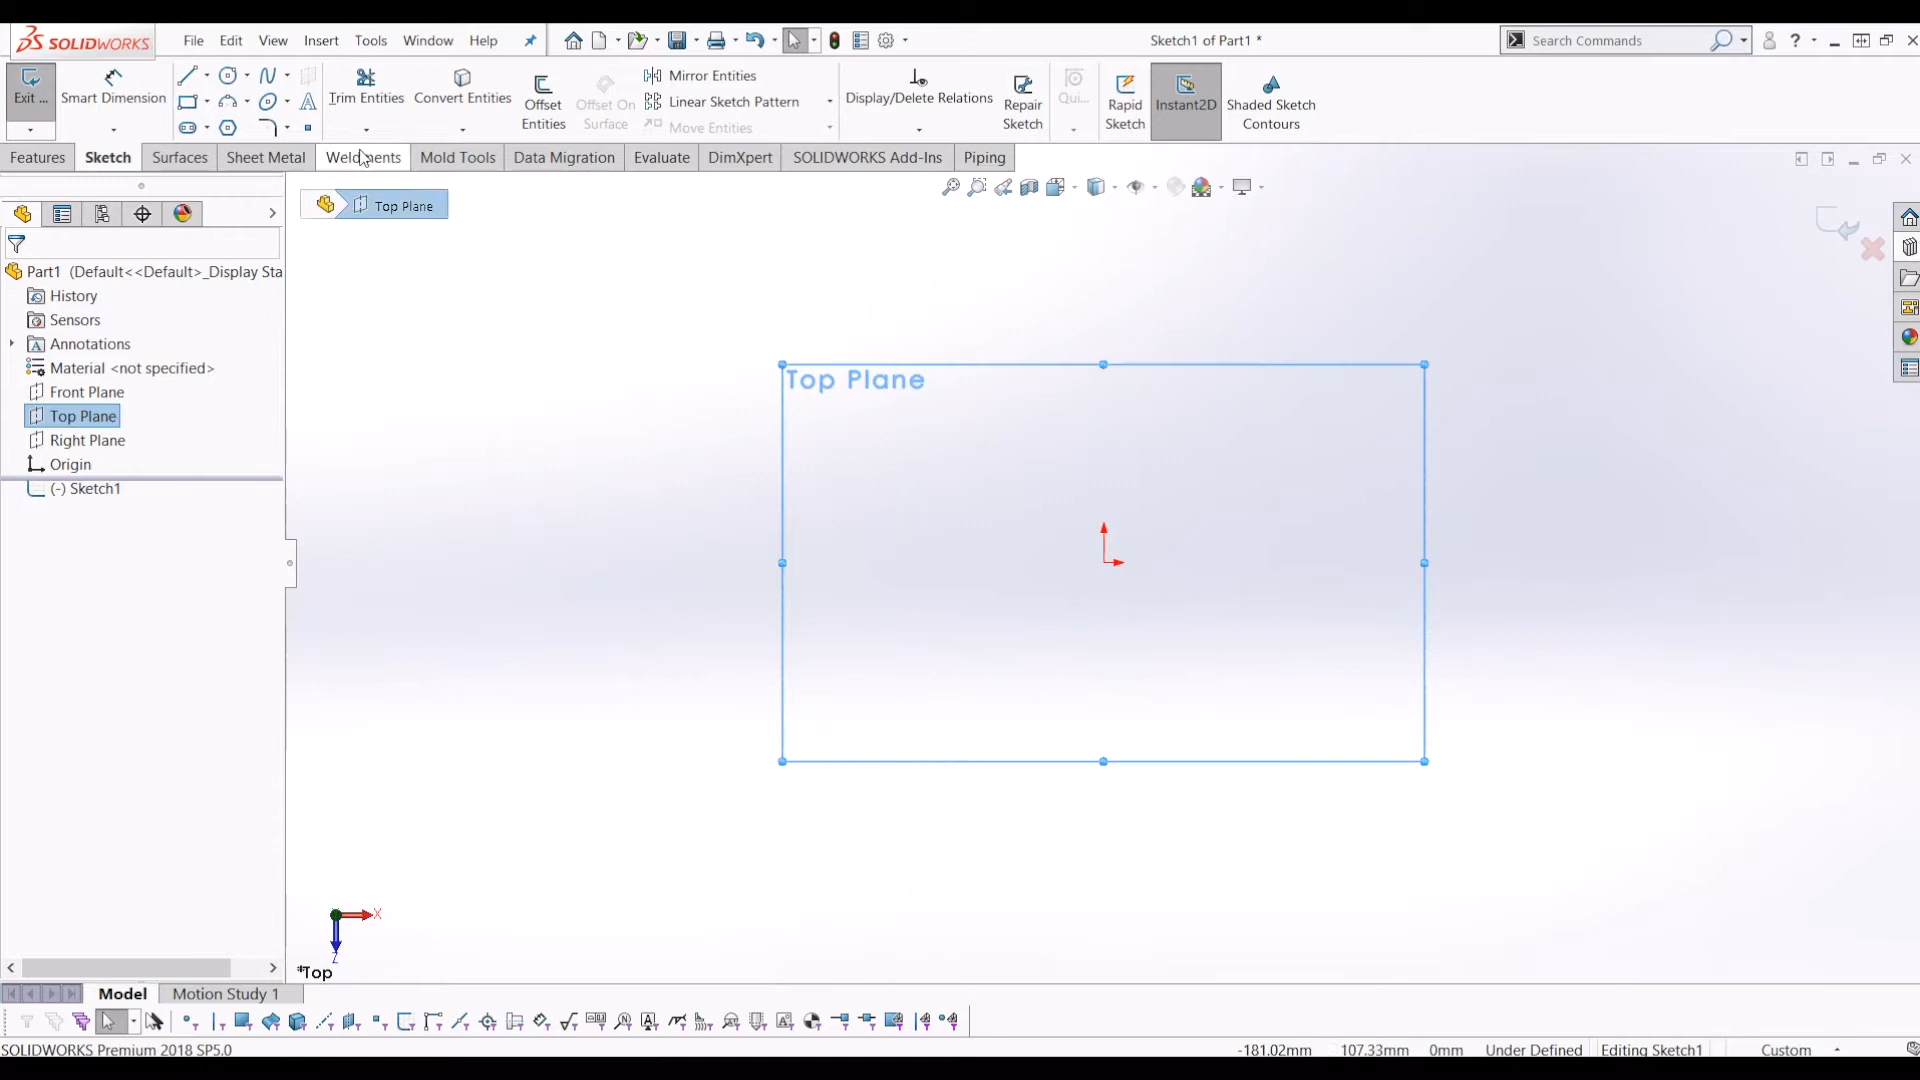 SOLIDWORKS File Edit View Insert Tools Window Help Sketch1 of Part1 * Search Commands ?
Exit ... Smart Dimension Trim Entities Convert Entities Offset Entities Offset On Surface Mirror Entities Linear Sketch Pattern Move Entities Display/Delete Relations Repair Sketch Qui... Rapid Sketch Instant2D Shaded Sketch Contours
Features Sketch Surfaces Sheet Metal Weldments Mold Tools Data Migration Evaluate DimXpert SOLIDWORKS Add-Ins Piping
Top Plane
Part1 (Default<<Default>_Display Sta
History
Sensors
Annotations
Material <not specified>
Front Plane
Top Plane
Right Plane
Origin
(-) Sketch1
Top Plane
X
Z
*Top
Model Motion Study 1
SOLIDWORKS Premium 2018 SP5.0 -181.02mm 107.33mm 0mm Under Defined Editing Sketch1 Custom